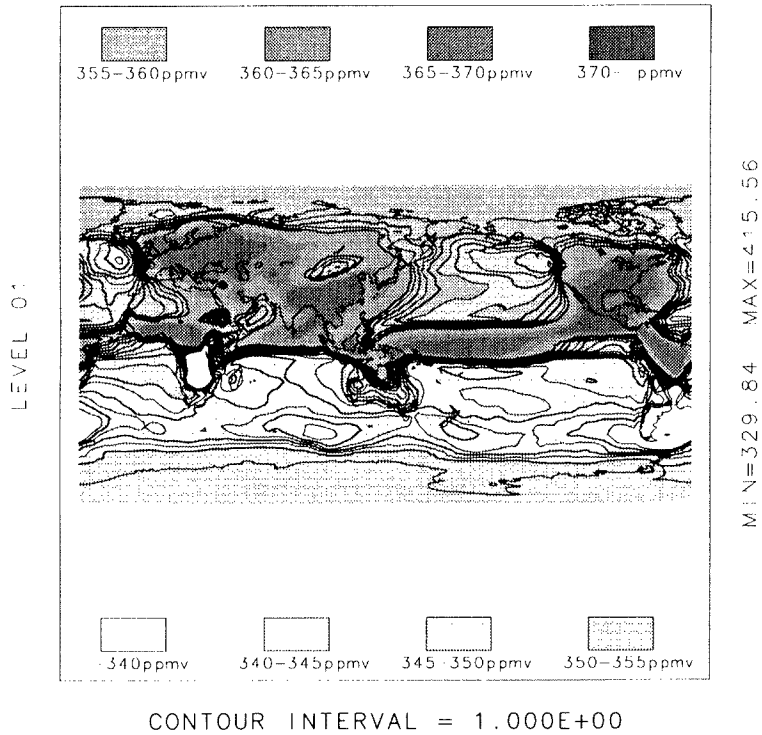 355-360ppmv 360-365ppmv 365-370ppmv 370- ppmv
LEVEL 01
MIN=329.84 MAX=415.56
-340ppmv 340-345ppmv 345-350ppmv 350-355ppmv
CONTOUR INTERVAL = 1.000E+00